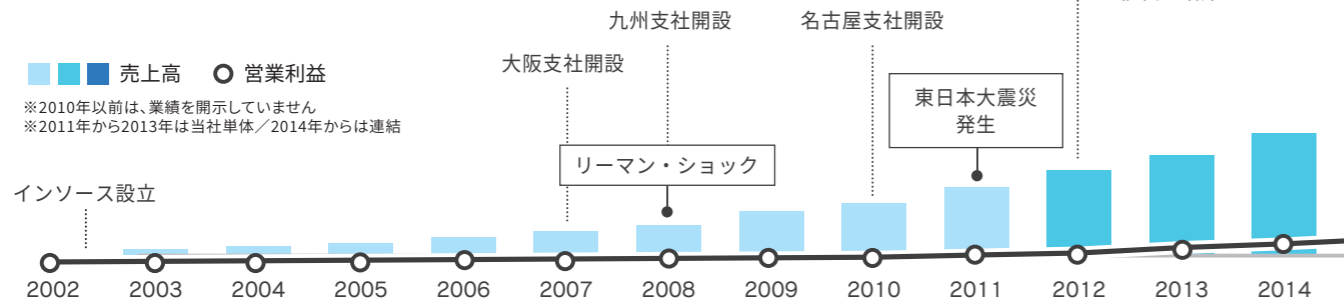 九州支社開設
名古屋支社開設
大阪支社開設
売上高
営業利益
※2010年以前は、業績を開示していません
※2011年から2013年は当社単体／2014年からは連結
東日本大震災
発生
リーマン・ショック
インソース設立
2002 2003 2004 2005 2006 2007 2008 2009 2010 2011 2012 2013 2014